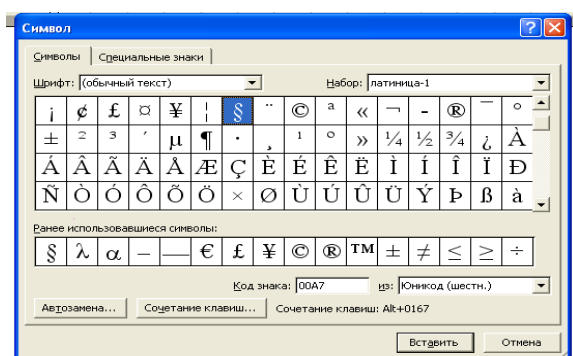 Символ
Символы Специальные знаки
Шрифт: (обычный текст) Набор: латиница-1
¡ ¢ £ ¤ ¥ ¦ § ¨ © ª « ¬ - ® ¯ °
± ² ³ ´ µ ¶ · ¸ ¹ º » ¼ ½ ¾ ¿ À
Á Â Ã Ä Å Æ Ç È É Ê Ë Ì Í Î Ï Ð
Ñ Ò Ó Ô Õ Ö × Ø Ù Ú Û Ü Ý Þ ß à
Ранее использовавшиеся символы:
§ λ α – — € £ ¥ © ® ™ ± ≠ ≤ ≥ ÷
Код знака: 00A7 из: Юникод (шестн.)
Автозамена... Сочетание клавиш... Сочетание клавиш: Alt+0167
Вставить Отмена